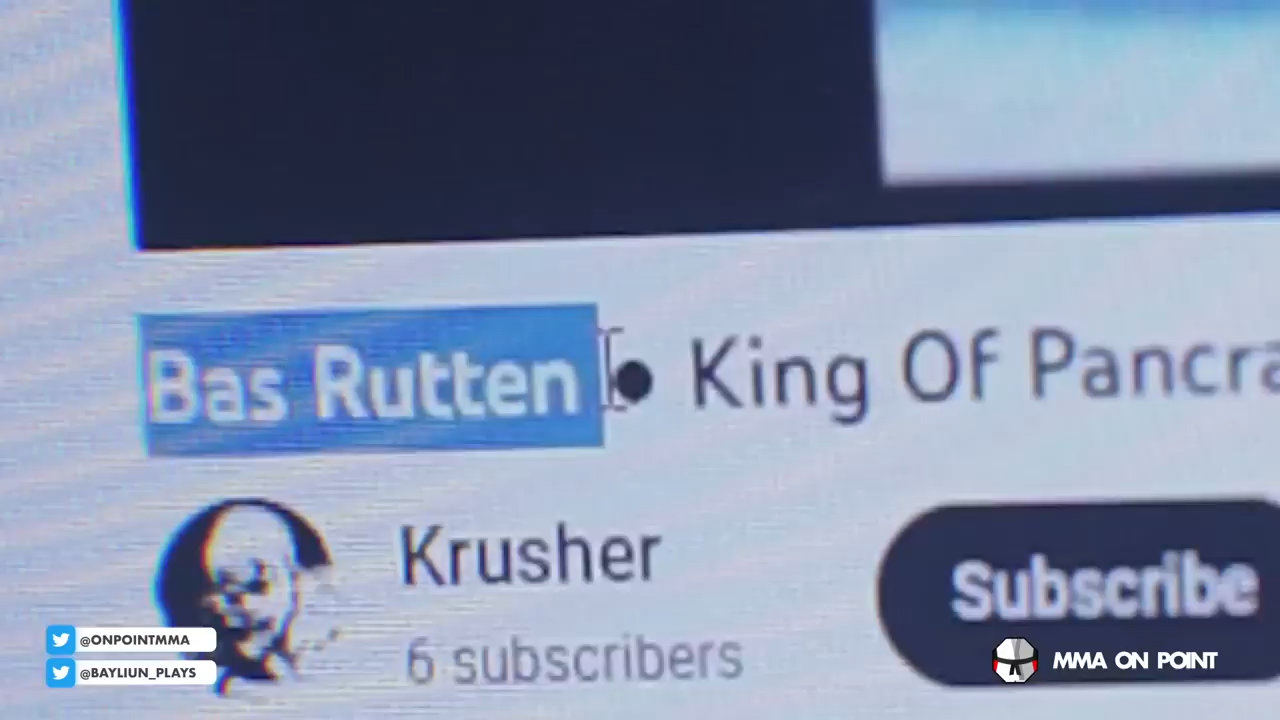 Bas Rutten • King Of Pancra
Krusher
6 subscribers
Subscribe
@ONPOINTMMA
@BAYLIUN_PLAYS
MMA ON POINT